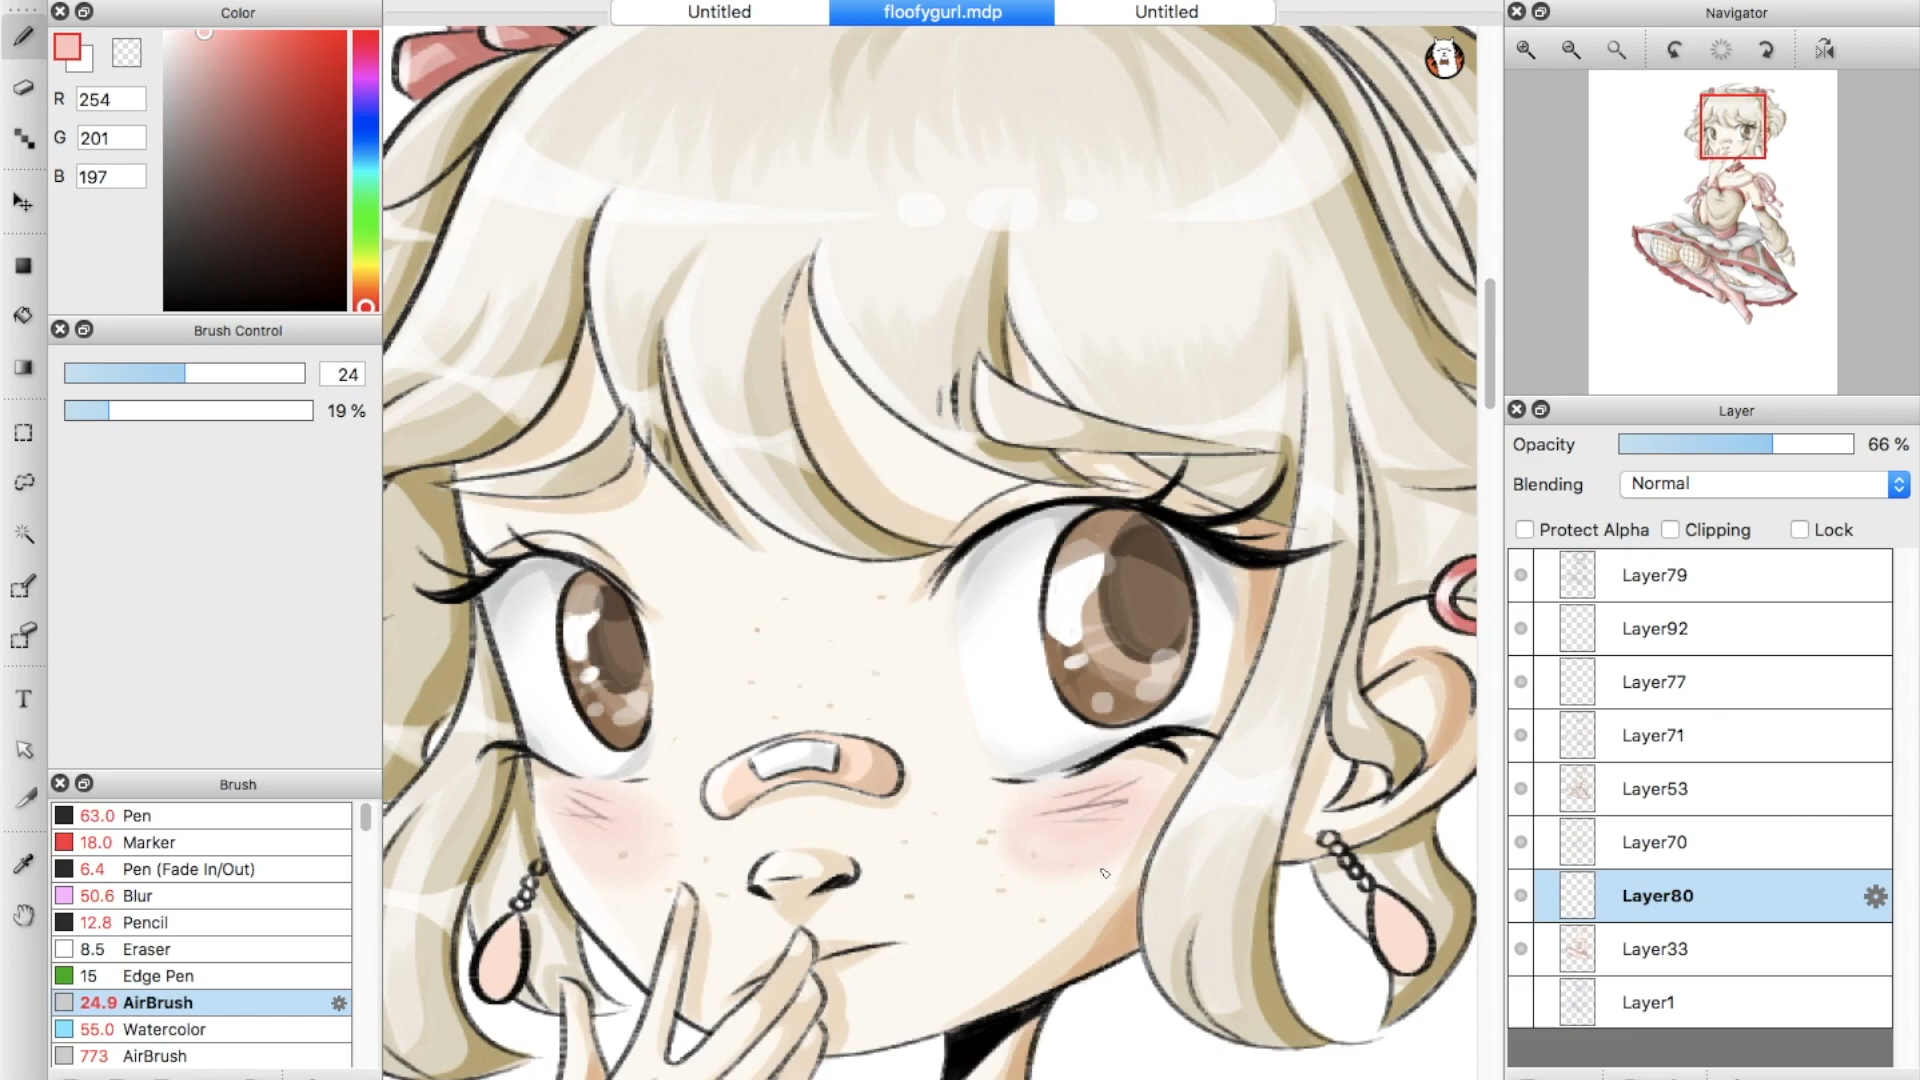 Color
Untitled
floofygurl.mdp
Untitled
Navigator
R 254
G 201
B 197
Brush Control
24
19 %
Brush
63.0 Pen
18.0 Marker
6.4 Pen (Fade In/Out)
50.6 Blur
12.8 Pencil
8.5 Eraser
15 Edge Pen
24.9 AirBrush
55.0 Watercolor
773 AirBrush
T
Layer
Opacity 66 %
Blending Normal
Protect Alpha Clipping Lock
Layer79
Layer92
Layer77
Layer71
Layer53
Layer70
Layer80
Layer33
Layer1